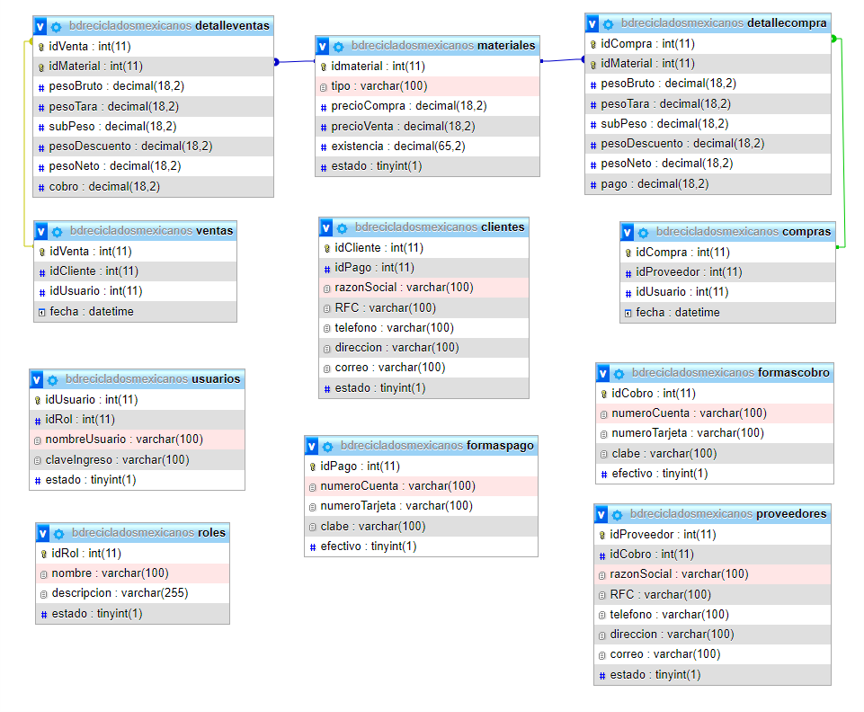 bdrecicladosmexicanos detalleventas
idVenta : int(11)
idMaterial : int(11)
pesoBruto : decimal(18,2)
pesoTara : decimal(18,2)
subPeso : decimal(18,2)
pesoDescuento : decimal(18,2)
pesoNeto : decimal(18,2)
cobro : decimal(18,2)
bdrecicladosmexicanos materiales
idmaterial : int(11)
tipo : varchar(100)
precioCompra : decimal(18,2)
precioVenta : decimal(18,2)
existencia : decimal(65,2)
estado : tinyint(1)
bdrecicladosmexicanos detallecompra
idCompra : int(11)
idMaterial : int(11)
pesoBruto : decimal(18,2)
pesoTara : decimal(18,2)
subPeso : decimal(18,2)
pesoDescuento : decimal(18,2)
pesoNeto : decimal(18,2)
pago : decimal(18,2)
bdrecicladosmexicanos ventas
idVenta : int(11)
idCliente : int(11)
idUsuario : int(11)
fecha : datetime
bdrecicladosmexicanos clientes
idCliente : int(11)
idPago : int(11)
razonSocial : varchar(100)
RFC : varchar(100)
telefono : varchar(100)
direccion : varchar(100)
correo : varchar(100)
estado : tinyint(1)
bdrecicladosmexicanos compras
idCompra : int(11)
idProveedor : int(11)
idUsuario : int(11)
fecha : datetime
bdrecicladosmexicanos usuarios
idUsuario : int(11)
idRol : int(11)
nombreUsuario : varchar(100)
claveIngreso : varchar(100)
estado : tinyint(1)
bdrecicladosmexicanos formaspago
idPago : int(11)
numeroCuenta : varchar(100)
numeroTarjeta : varchar(100)
clabe : varchar(100)
efectivo : tinyint(1)
bdrecicladosmexicanos formascobro
idCobro : int(11)
numeroCuenta : varchar(100)
numeroTarjeta : varchar(100)
clabe : varchar(100)
efectivo : tinyint(1)
bdrecicladosmexicanos roles
idRol : int(11)
nombre : varchar(100)
descripcion : varchar(255)
estado : tinyint(1)
bdrecicladosmexicanos proveedores
idProveedor : int(11)
idCobro : int(11)
razonSocial : varchar(100)
RFC : varchar(100)
telefono : varchar(100)
direccion : varchar(100)
correo : varchar(100)
estado : tinyint(1)